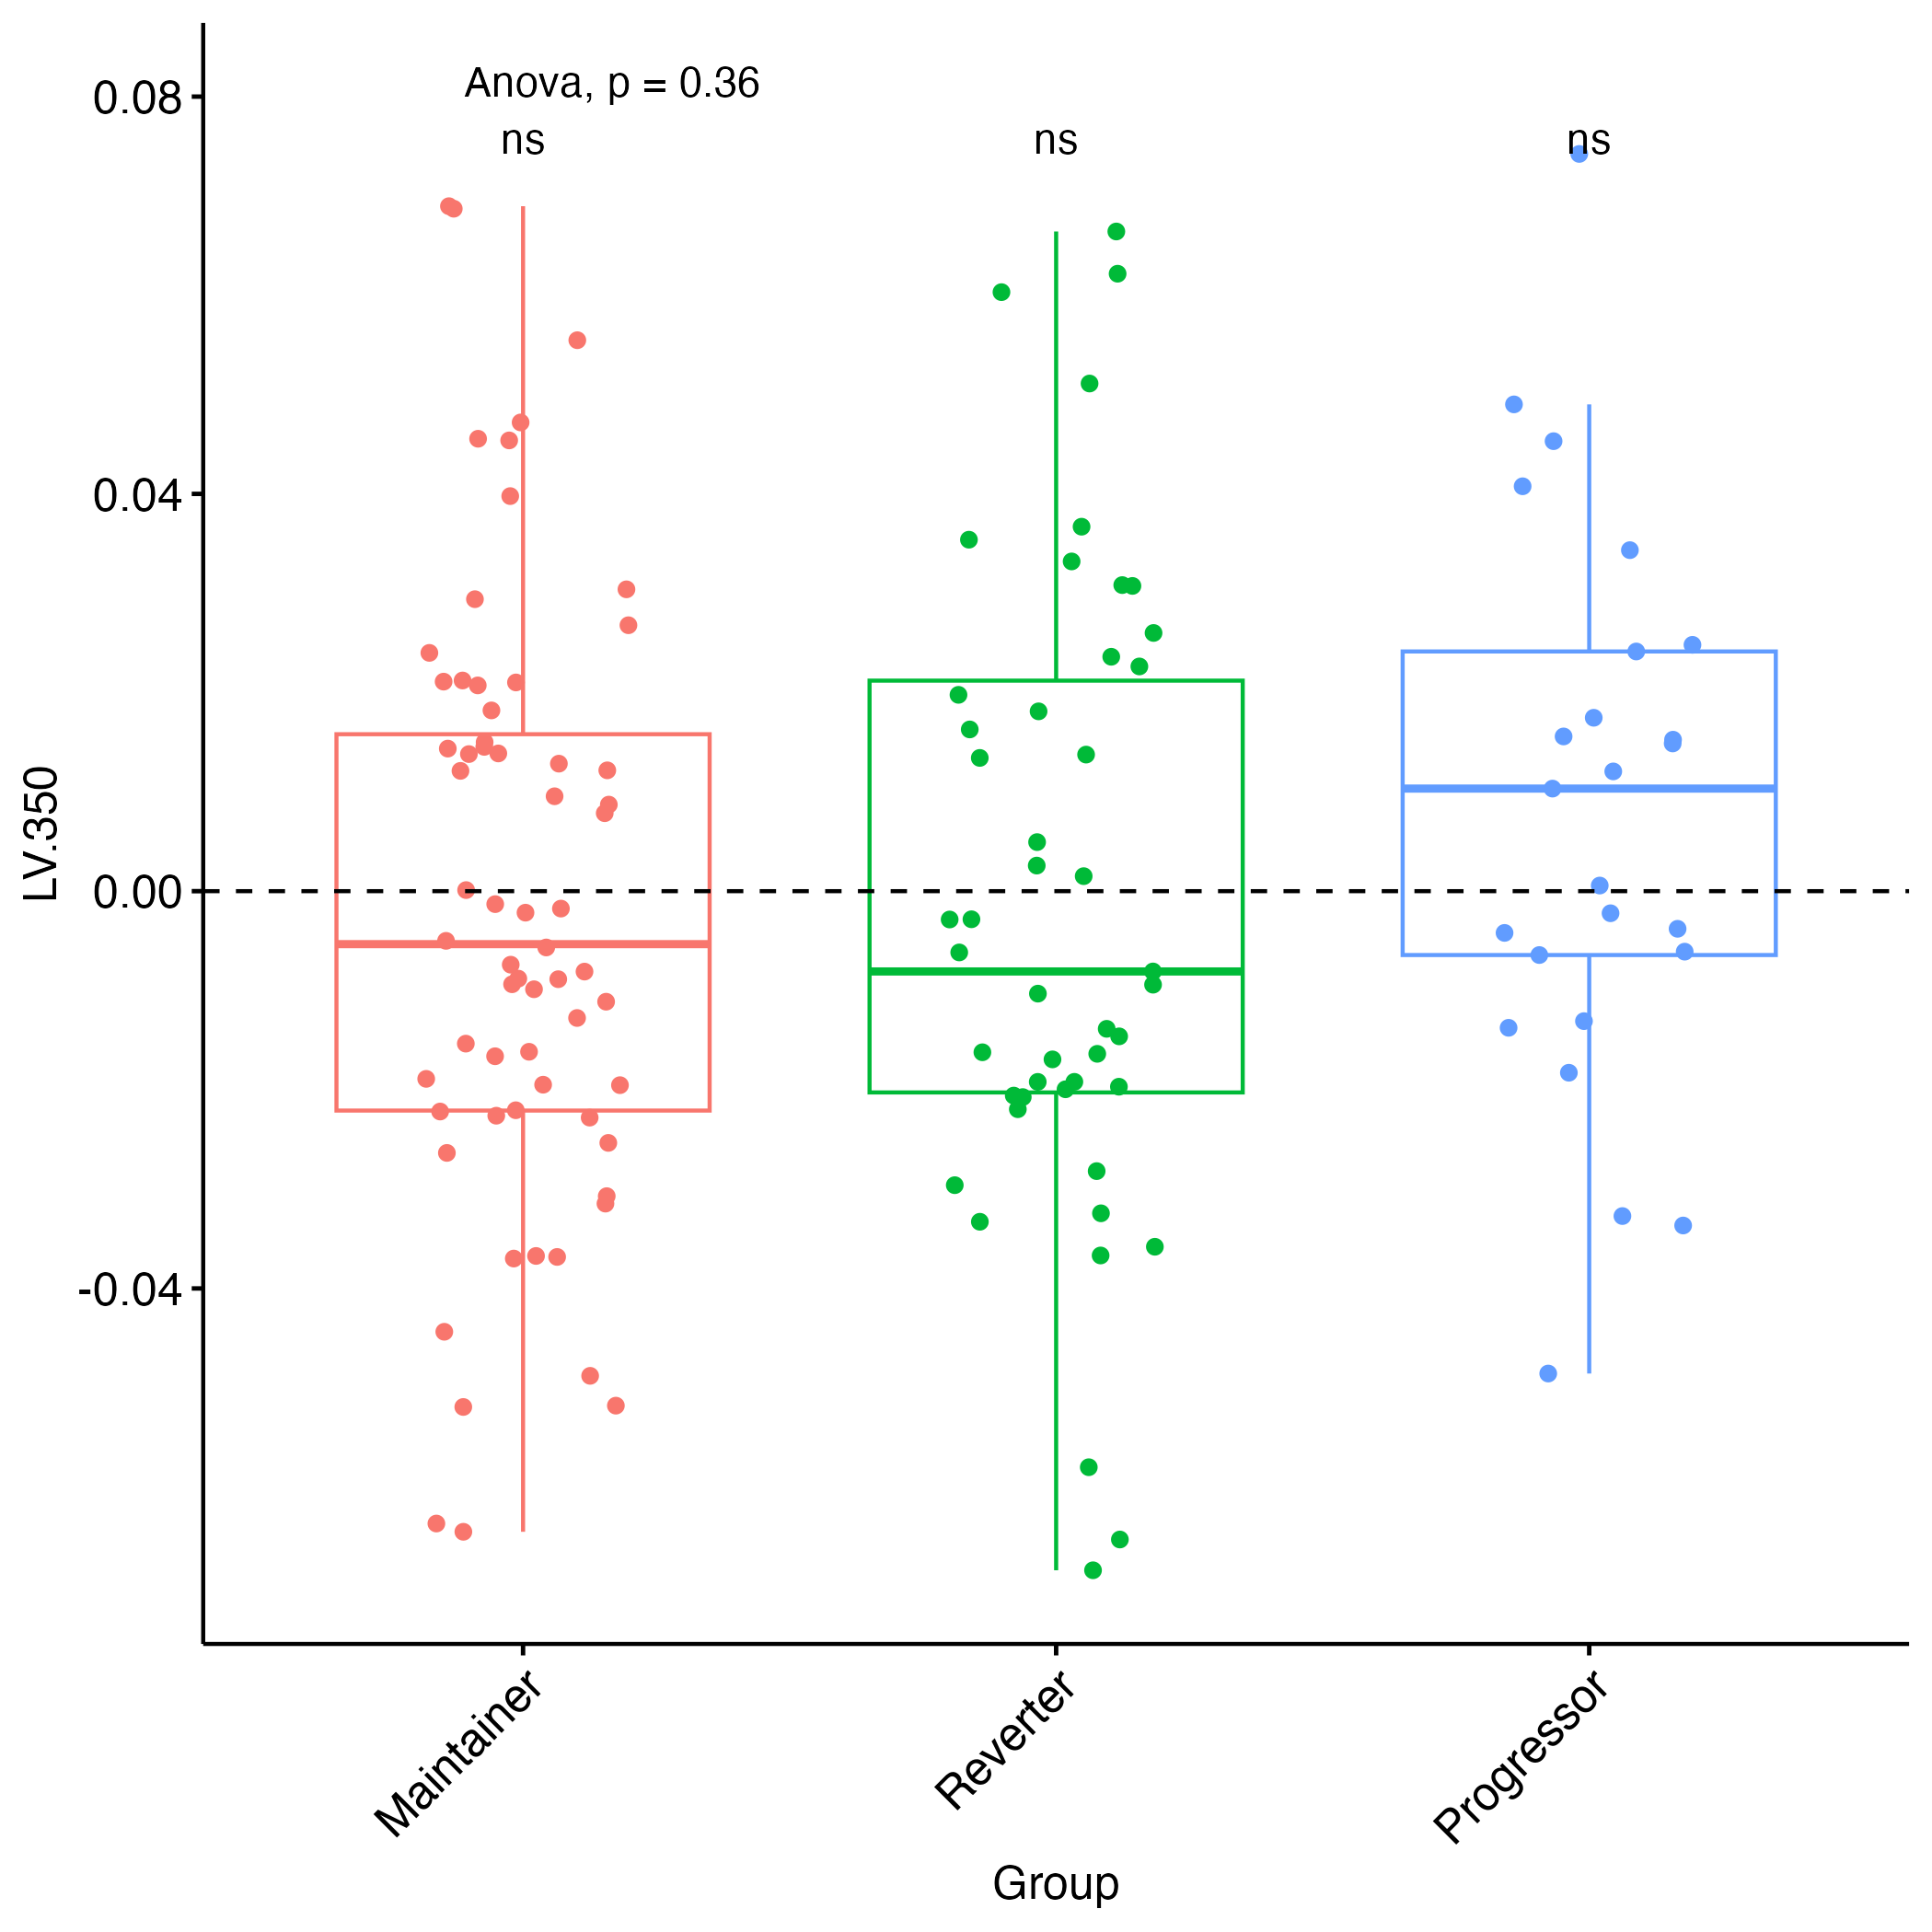 Anova, p = 0.36
ns ns ns
0.08
0.04
0.00
-0.04
LV.350
Maintainer
Reverter
Progressor
Group